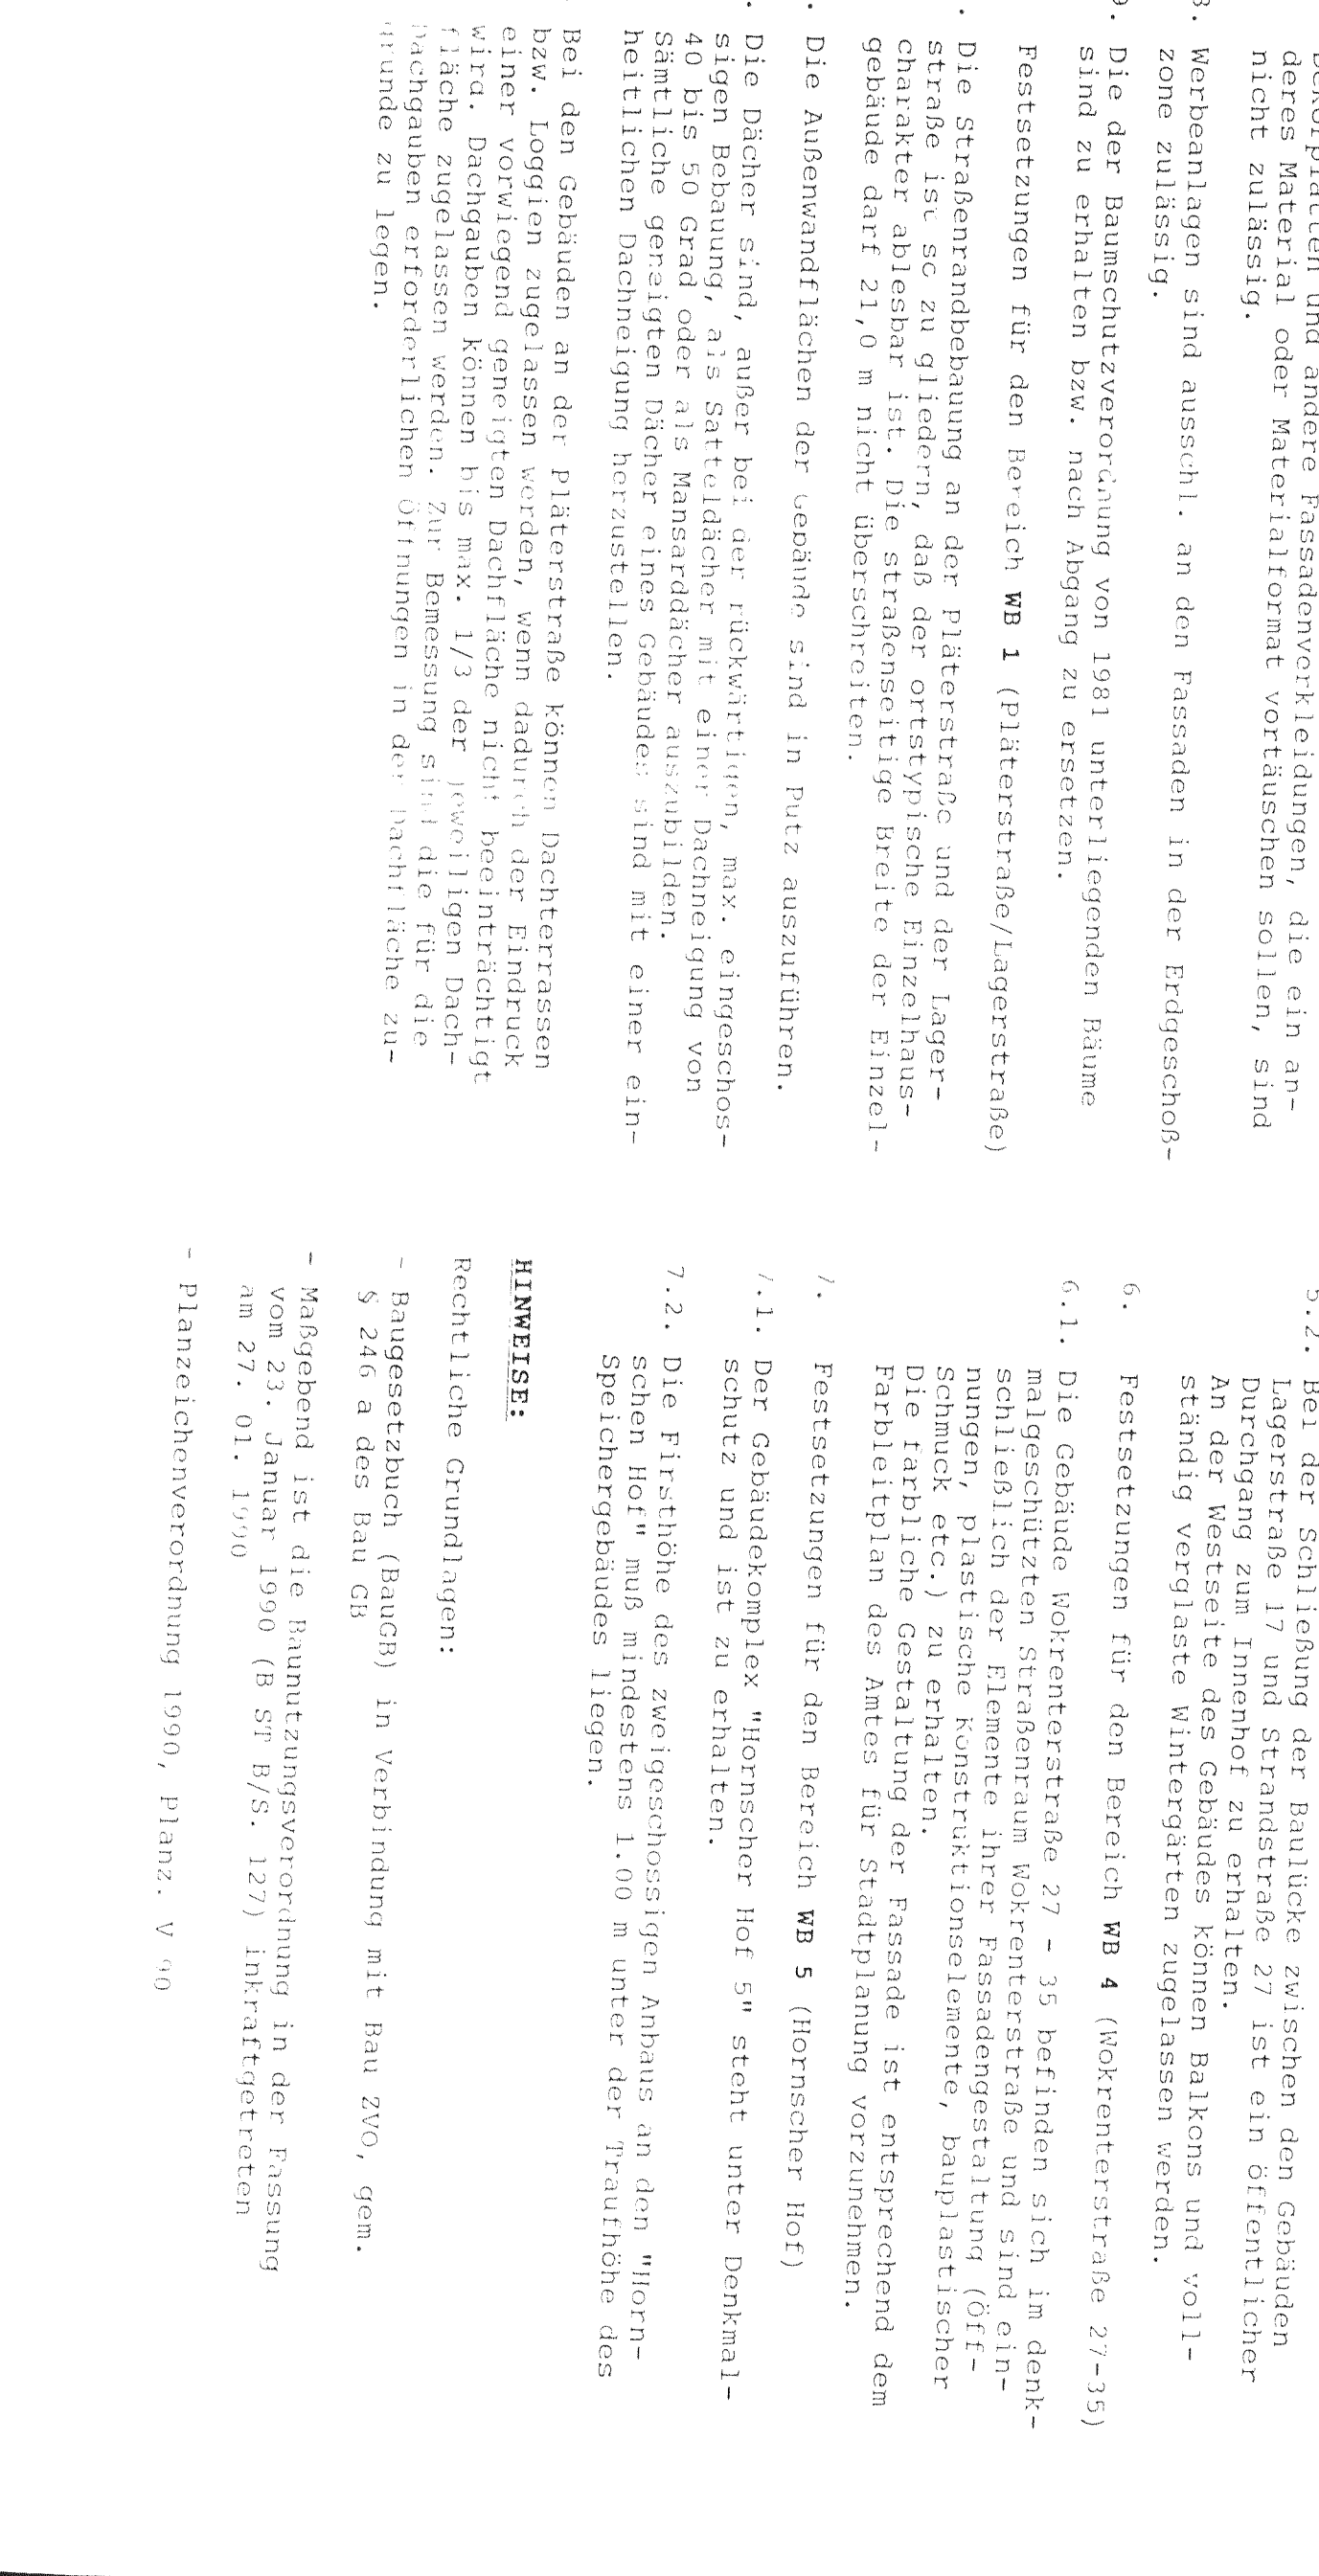 Dekorplatten und andere Fassadenverkleidungen, die ein an-
deres Material oder Materialformat vortäuschen sollen, sind
nicht zulässig.
8. Werbeanlagen sind ausschl. an den Fassaden in der Erdgeschoß-
zone zulässig.
9. Die der Baumschutzverordnung von 1981 unterliegenden Bäume
sind zu erhalten bzw. nach Abgang zu ersetzen.
Festsetzungen für den Bereich WB 1 (Pläterstraße/Lagerstraße)
. Die Straßenrandbebauung an der Pläterstraße und der Lager-
straße ist so zu gliedern, daß der ortstypische Einzelhaus-
charakter ablesbar ist. Die straßenseitige Breite der Einzel-
gebäude darf 21,0 m nicht überschreiten.
. Die Außenwandflächen der Gebäude sind in Putz auszuführen.
. Die Dächer sind, außer bei der rückwärtigen, max. eingeschos-
sigen Bebauung, als Satteldächer mit einer Dachneigung von
40 bis 50 Grad oder als Mansarddächer auszubilden.
Sämtliche geneigten Dächer eines Gebäudes sind mit einer ein-
heitlichen Dachneigung herzustellen.
Bei den Gebäuden an der Pläterstraße können Dachterrassen
bzw. Loggien zugelassen werden, wenn dadurch der Eindruck
einer vorwiegend geneigten Dachfläche nicht beeinträchtigt
wird. Dachgauben können bis max. 1/3 der jeweiligen Dach-
fläche zugelassen werden. Zur Bemessung sind die für die
Dachgauben erforderlichen Öffnungen in der Dachfläche zu-
grunde zu legen.
5.2. Bei der Schließung der Baulücke zwischen den Gebäuden
Lagerstraße 17 und Strandstraße 27 ist ein öffentlicher
Durchgang zum Innenhof zu erhalten.
An der Westseite des Gebäudes können Balkons und voll-
ständig verglaste Wintergärten zugelassen werden.
6. Festsetzungen für den Bereich WB 4 (Wokrenterstraße 27-35)
6.1. Die Gebäude Wokrenterstraße 27 - 35 befinden sich im denk-
malgeschützten Straßenraum Wokrenterstraße und sind ein-
schließlich der Elemente ihrer Fassadengestaltung (Öff-
nungen, plastische Konstruktionselemente, bauplastischer
Schmuck etc.) zu erhalten.
Die farbliche Gestaltung der Fassade ist entsprechend dem
Farbleitplan des Amtes für Stadtplanung vorzunehmen.
7. Festsetzungen für den Bereich WB 5 (Hornscher Hof)
7.1. Der Gebäudekomplex "Hornscher Hof 5" steht unter Denkmal-
schutz und ist zu erhalten.
7.2. Die Firsthöhe des zweigeschossigen Anbaus an den "Horn-
schen Hof" muß mindestens 1.00 m unter der Traufhöhe des
Speichergebäudes liegen.
HINWEISE:
Rechtliche Grundlagen:
- Baugesetzbuch (BauGB) in Verbindung mit Bau ZVO, gem.
§ 246 a des Bau GB
- Maßgebend ist die Baunutzungsverordnung in der Fassung
vom 23. Januar 1990 (B ST B/S. 127) inkraftgetreten
am 27. 01. 1990
- Planzeichenverordnung 1990, Planz. V 90